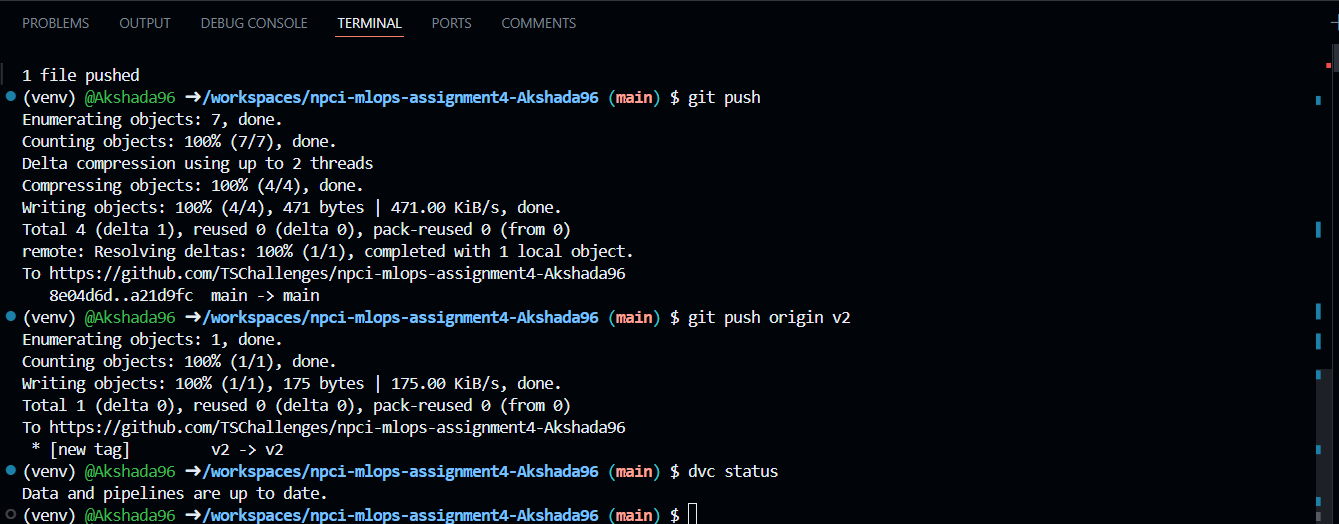 PROBLEMS OUTPUT DEBUG CONSOLE TERMINAL PORTS COMMENTS
1 file pushed
(venv) @Akshada96 ➜/workspaces/npci-mlops-assignment4-Akshada96 (main) $ git push
Enumerating objects: 7, done.
Counting objects: 100% (7/7), done.
Delta compression using up to 2 threads
Compressing objects: 100% (4/4), done.
Writing objects: 100% (4/4), 471 bytes | 471.00 KiB/s, done.
Total 4 (delta 1), reused 0 (delta 0), pack-reused 0 (from 0)
remote: Resolving deltas: 100% (1/1), completed with 1 local object.
To https://github.com/TSChallenges/npci-mlops-assignment4-Akshada96
   8e04d6d..a21d9fc  main -> main
(venv) @Akshada96 ➜/workspaces/npci-mlops-assignment4-Akshada96 (main) $ git push origin v2
Enumerating objects: 1, done.
Counting objects: 100% (1/1), done.
Writing objects: 100% (1/1), 175 bytes | 175.00 KiB/s, done.
Total 1 (delta 0), reused 0 (delta 0), pack-reused 0 (from 0)
To https://github.com/TSChallenges/npci-mlops-assignment4-Akshada96
 * [new tag]         v2 -> v2
(venv) @Akshada96 ➜/workspaces/npci-mlops-assignment4-Akshada96 (main) $ dvc status
Data and pipelines are up to date.
(venv) @Akshada96 ➜/workspaces/npci-mlops-assignment4-Akshada96 (main) $